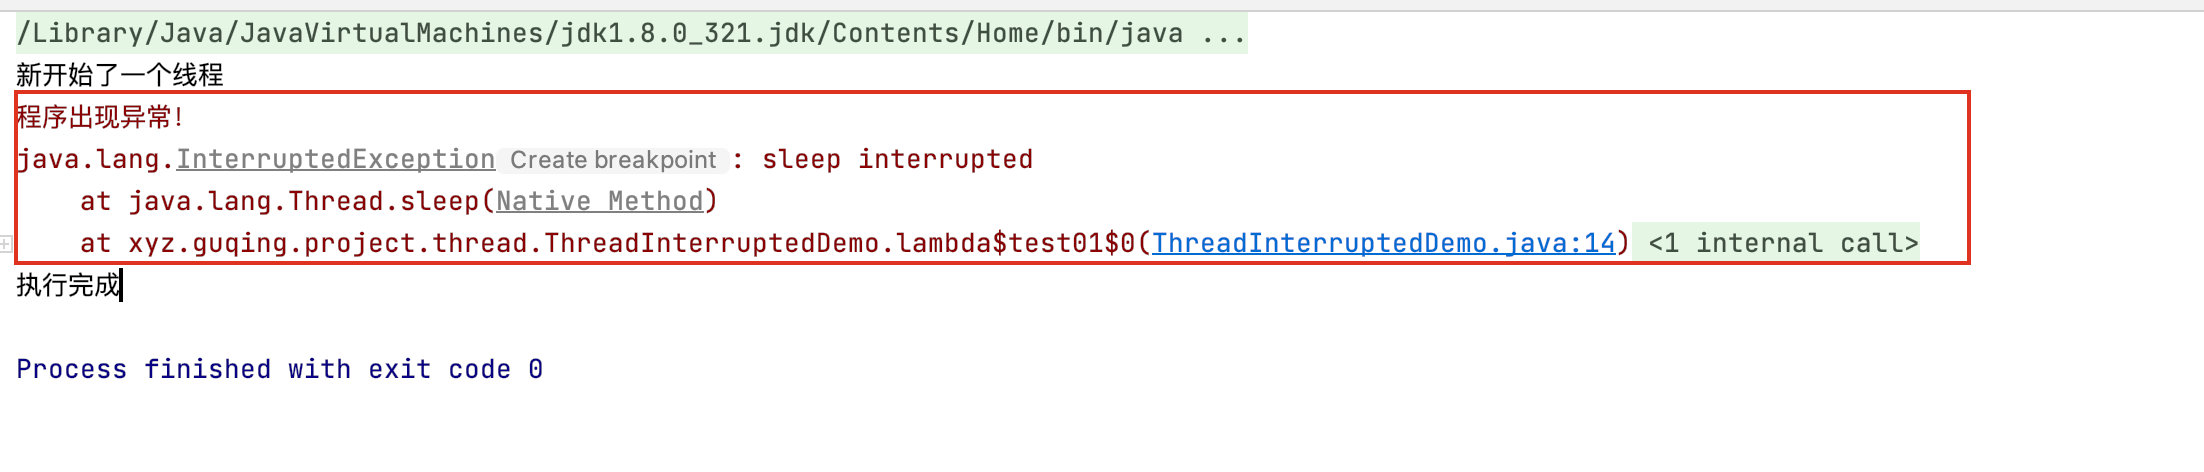 /Library/Java/JavaVirtualMachines/jdk1.8.0_321.jdk/Contents/Home/bin/java ...
新开始了一个线程
程序出现异常!
java.lang.InterruptedException Create breakpoint : sleep interrupted
    at java.lang.Thread.sleep(Native Method)
    at xyz.guqing.project.thread.ThreadInterruptedDemo.lambda$test01$0(ThreadInterruptedDemo.java:14) <1 internal call>
执行完成
Process finished with exit code 0